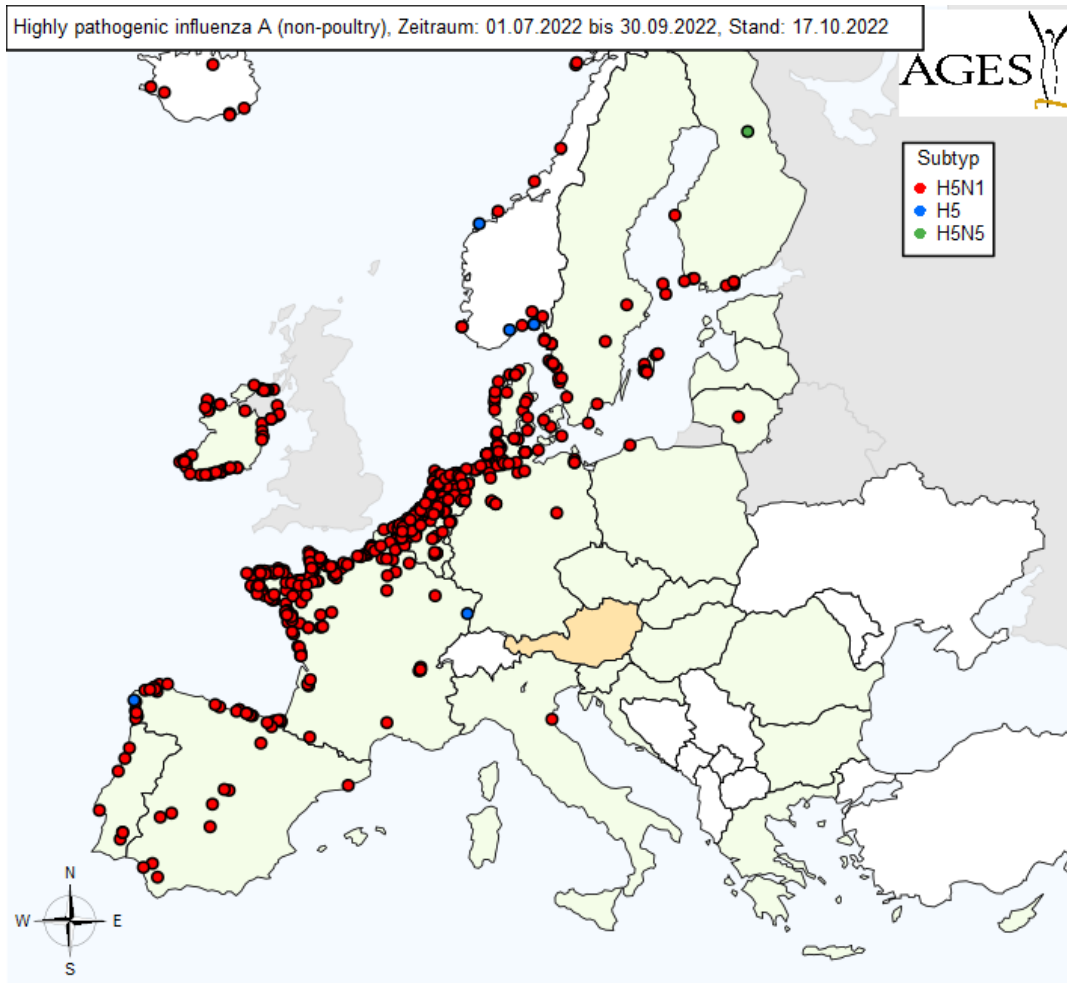 Highly pathogenic influenza A (non-poultry), Zeitraum: 01.07.2022 bis 30.09.2022, Stand: 17.10.2022
AGES
Subtyp
H5N1
H5
H5N5
N
W E
S